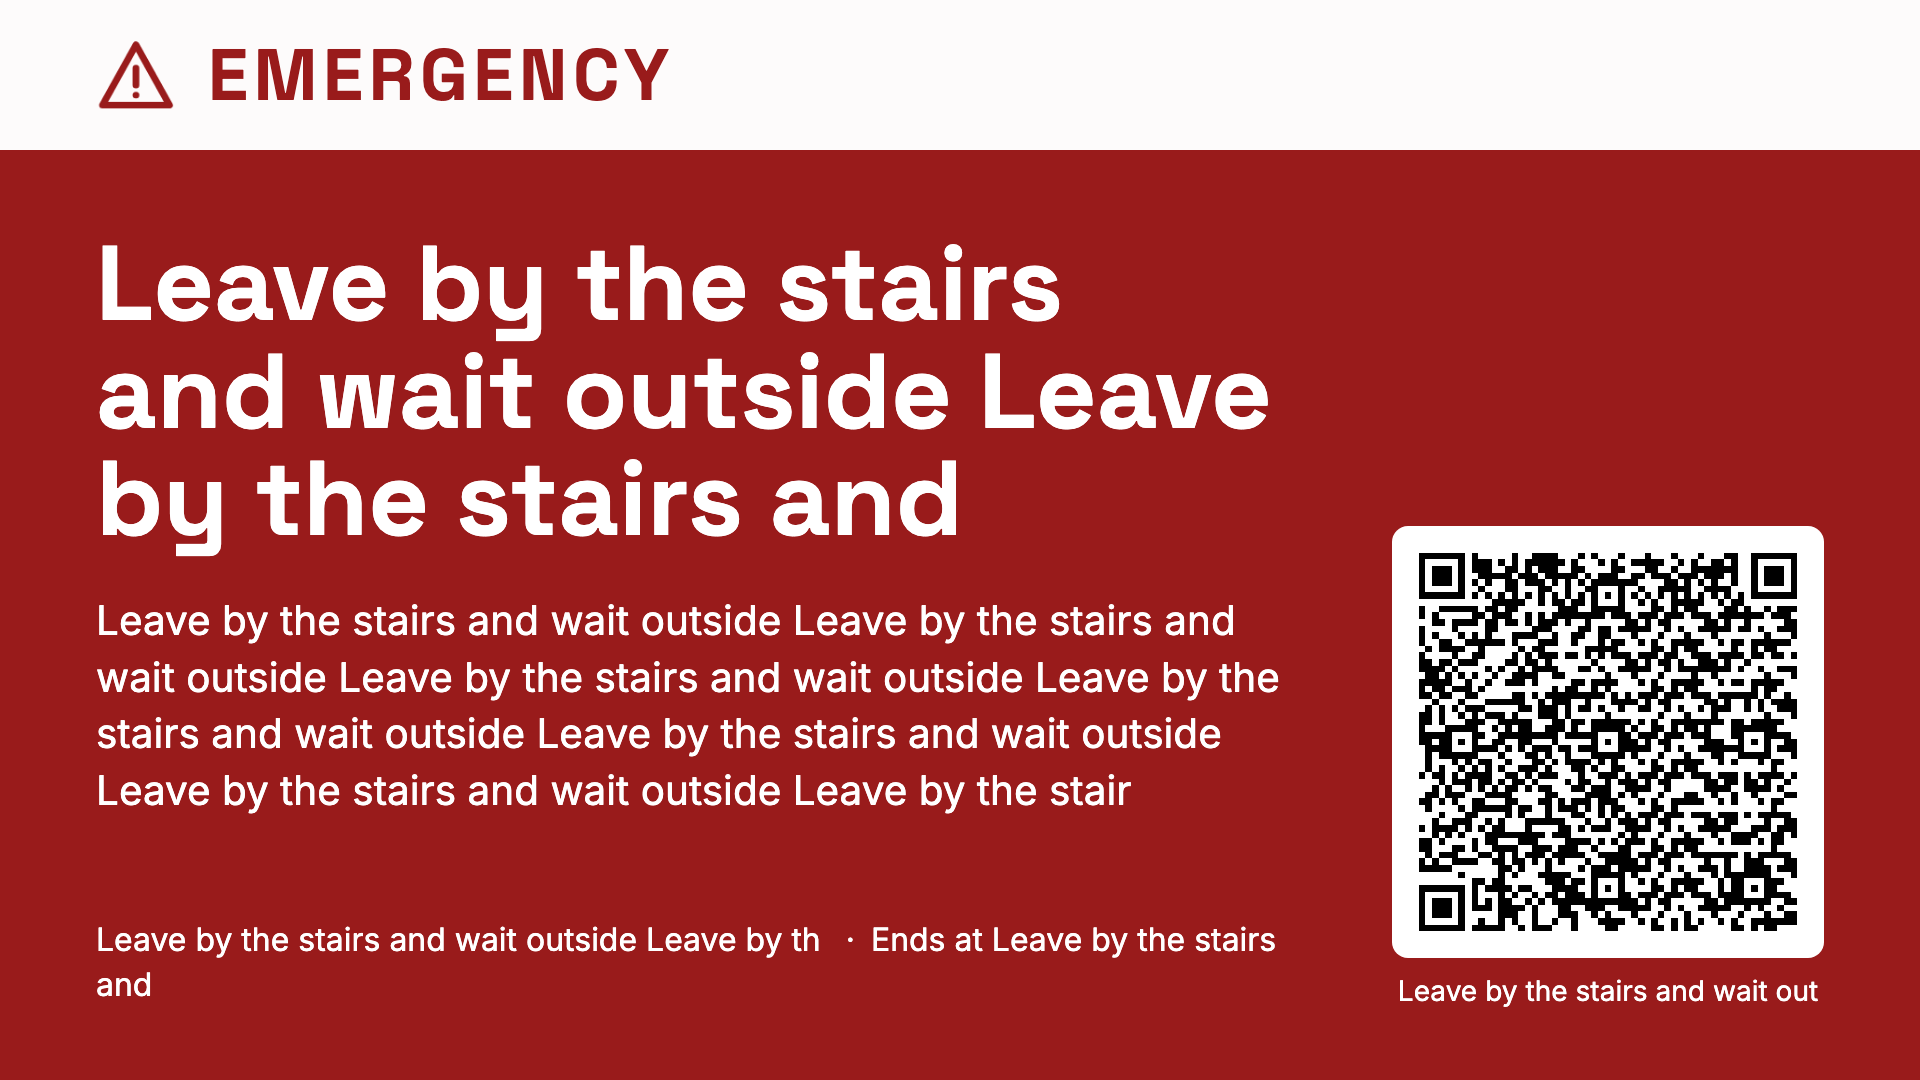 EMERGENCY
Leave by the stairs
and wait outside Leave
by the stairs and
Leave by the stairs and wait outside Leave by the stairs and
wait outside Leave by the stairs and wait outside Leave by the
stairs and wait outside Leave by the stairs and wait outside
Leave by the stairs and wait outside Leave by the stair
Leave by the stairs and wait outside Leave by th · Ends at Leave by the stairs
and
Leave by the stairs and wait out